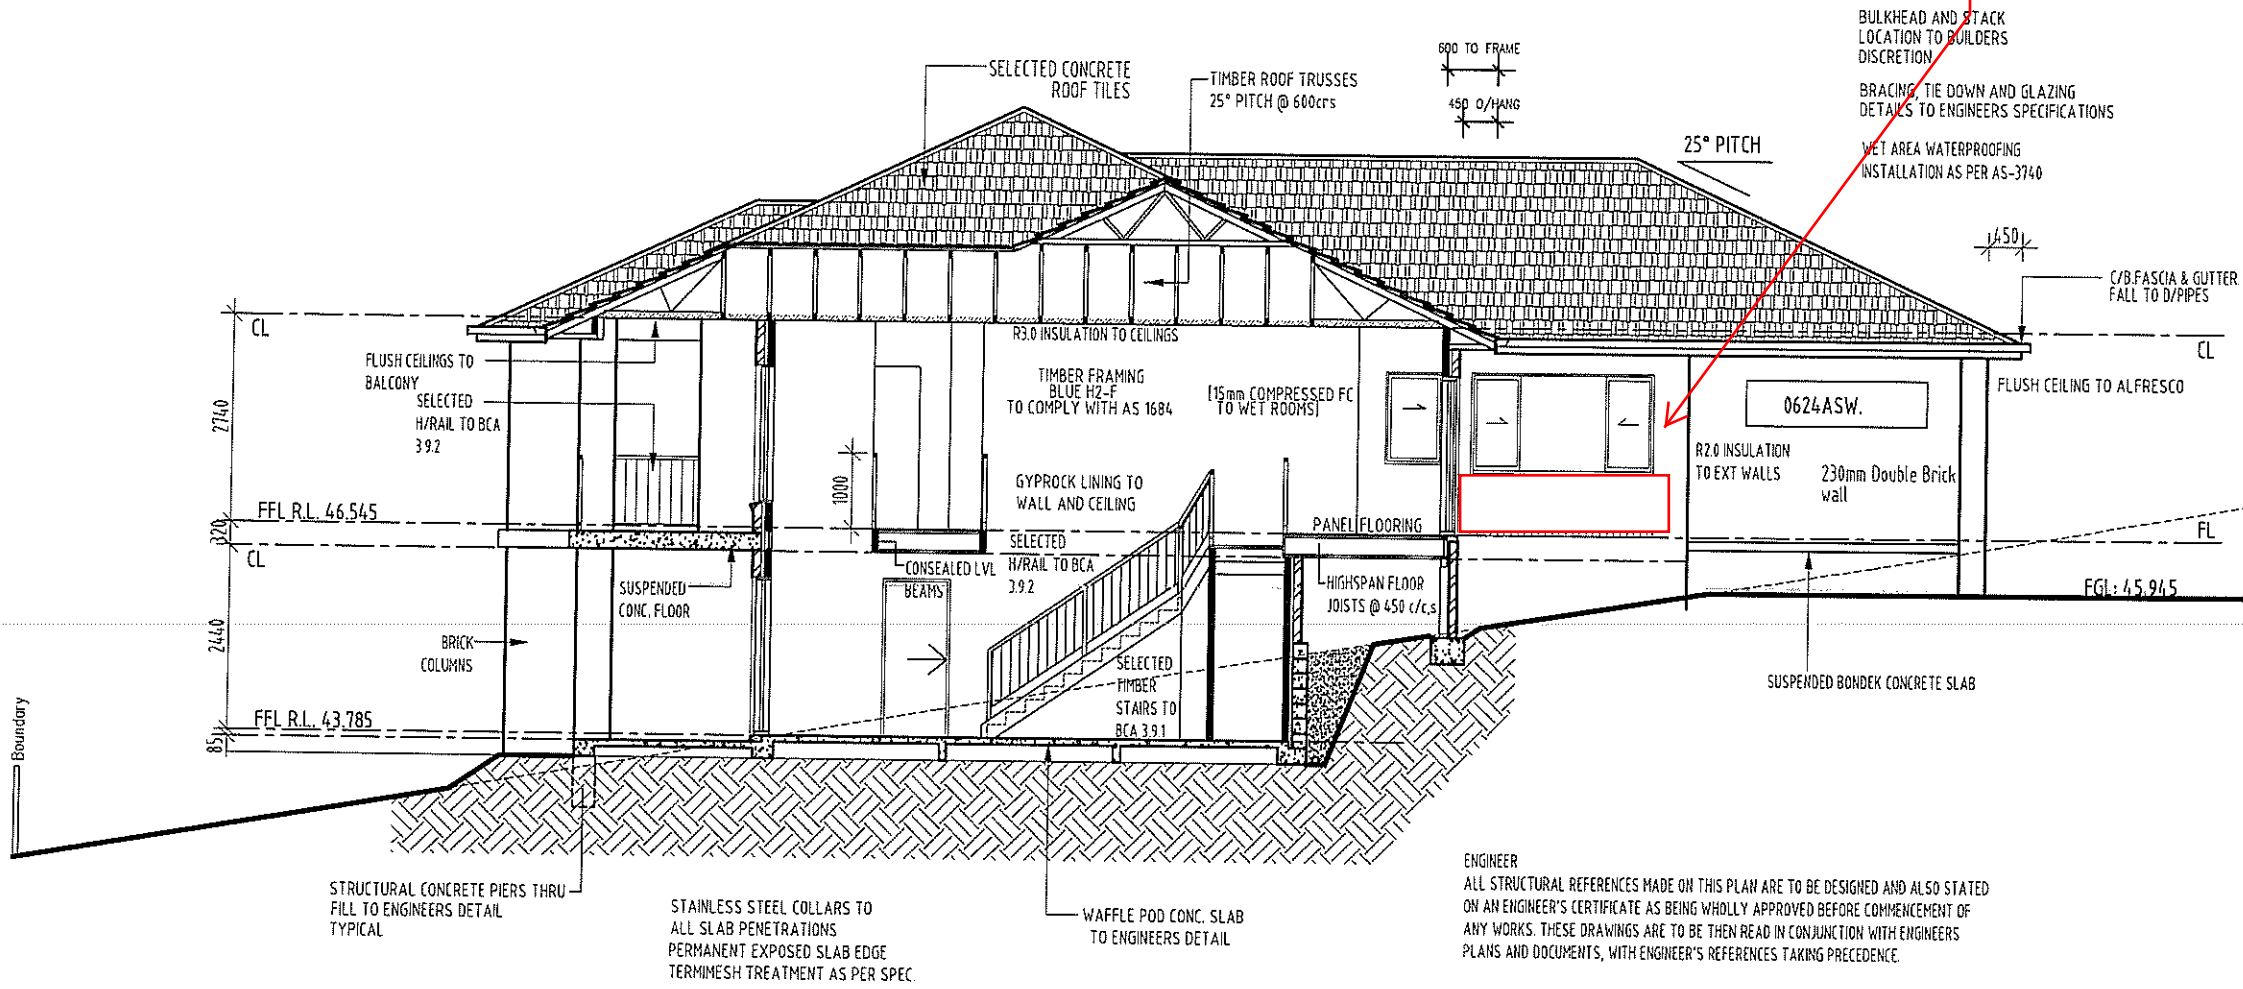 BULKHEAD AND STACK
LOCATION TO BUILDERS
DISCRETION
BRACING, TIE DOWN AND GLAZING
DETAILS TO ENGINEERS SPECIFICATIONS
WET AREA WATERPROOFING
INSTALLATION AS PER AS-3740
600 TO FRAME
450 O/HANG
SELECTED CONCRETE
ROOF TILES
TIMBER ROOF TRUSSES
25° PITCH @ 600crs
25° PITCH
450
C/B.FASCIA & GUTTER
FALL TO D/PIPES
CL
CL
R3.0 INSULATION TO CEILINGS
FLUSH CEILINGS TO
BALCONY
SELECTED
H/RAIL TO BCA
3.9.2
TIMBER FRAMING
BLUE H2-F
TO COMPLY WITH AS 1684
[15mm COMPRESSED FC
TO WET ROOMS]
FLUSH CEILING TO ALFRESCO
0624ASW.
R2.0 INSULATION
TO EXT WALLS
230mm Double Brick
wall
2740
1000
GYPROCK LINING TO
WALL AND CEILING
FFL R.L. 46.545
320
CL
PANEL FLOORING
FL
SELECTED
H/RAIL TO BCA
3.9.2
CONSEALED LVL
BEAMS
SUSPENDED
CONC. FLOOR
HIGHSPAN FLOOR
JOISTS @ 450 c/c,s
FGL: 45.945
2440
BRICK
COLUMNS
SELECTED
TIMBER
STAIRS TO
BCA 3.9.1
SUSPENDED BONDEK CONCRETE SLAB
FFL R.L. 43.785
85
Boundary
STRUCTURAL CONCRETE PIERS THRU
FILL TO ENGINEERS DETAIL
TYPICAL
STAINLESS STEEL COLLARS TO
ALL SLAB PENETRATIONS
PERMANENT EXPOSED SLAB EDGE
TERMIMESH TREATMENT AS PER SPEC.
WAFFLE POD CONC. SLAB
TO ENGINEERS DETAIL
ENGINEER
ALL STRUCTURAL REFERENCES MADE ON THIS PLAN ARE TO BE DESIGNED AND ALSO STATED
ON AN ENGINEER'S CERTIFICATE AS BEING WHOLLY APPROVED BEFORE COMMENCEMENT OF
ANY WORKS. THESE DRAWINGS ARE TO BE THEN READ IN CONJUNCTION WITH ENGINEERS
PLANS AND DOCUMENTS, WITH ENGINEER'S REFERENCES TAKING PRECEDENCE.